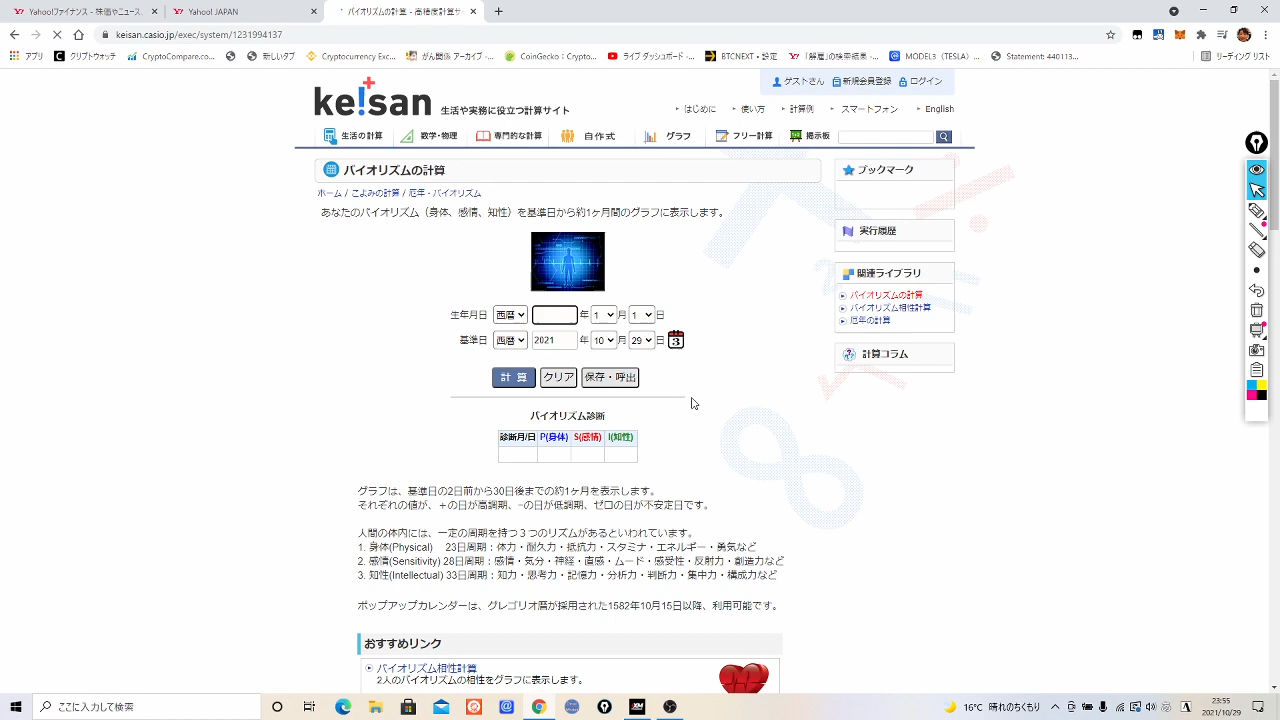 Yahoo!ファイナンス - 株価やニュース
Yahoo! JAPAN
バイオリズムの計算 - 高精度計算サ
keisan.casio.jp/exec/system/1231994137
アプリ
クリプトウォッチ
CryptoCompare...
新しいタブ
Cryptocurrency Exc...
がん関係 アーカイブ -...
CoinGecko : Crypto...
ライブ ダッシュボード -...
BTCNEXT • 設定
「解雇」の検索結果 -...
MODEL3（TESLA）...
Statement: 440113...
リーディング リスト
ke!san 生活や実務に役立つ計算サイト
ゲストさん 新規会員登録 ログイン
はじめに 使い方 計算例 スマートフォン English
生活の計算 数学・物理 専門的な計算 自作式 グラフ フリー計算 掲示板
バイオリズムの計算
ホーム / こよみの計算 / 厄年・バイオリズム
あなたのバイオリズム（身体、感情、知性）を基準日から約1ヶ月間のグラフに表示します。
生年月日 西暦 年 1 月 1 日
基準日 西暦 2021 年 10 月 29 日 3
計 算 クリア 保存・呼出
バイオリズム診断
診断月/日 P(身体) S(感情) I(知性)
グラフは、基準日の2日前から30日後までの約1ヶ月を表示します。
それぞれの値が、＋の日が高調期、−の日が低調期、ゼロの日が不安定日です。
人間の体内には、一定の周期を持つ３つのリズムがあるといわれています。
1. 身体(Physical) 23日周期：体力・耐久力・抵抗力・スタミナ・エネルギー・勇気など
2. 感情(Sensitivity) 28日周期：感情・気分・神経・直感・ムード・感受性・反射力・創造力など
3. 知性(Intellectual) 33日周期：知力・思考力・記憶力・分析力・判断力・集中力・構成力など
ポップアップカレンダーは、グレゴリオ暦が採用された1582年10月15日以降、利用可能です。
おすすめリンク
バイオリズム相性計算
2人のバイオリズムの相性をグラフに表示します。
ブックマーク
実行履歴
関連ライブラリ
バイオリズムの計算
バイオリズム相性計算
厄年の計算
計算コラム
ここに入力して検索
16°C 晴れのちくもり
A
23:55
2021/10/29